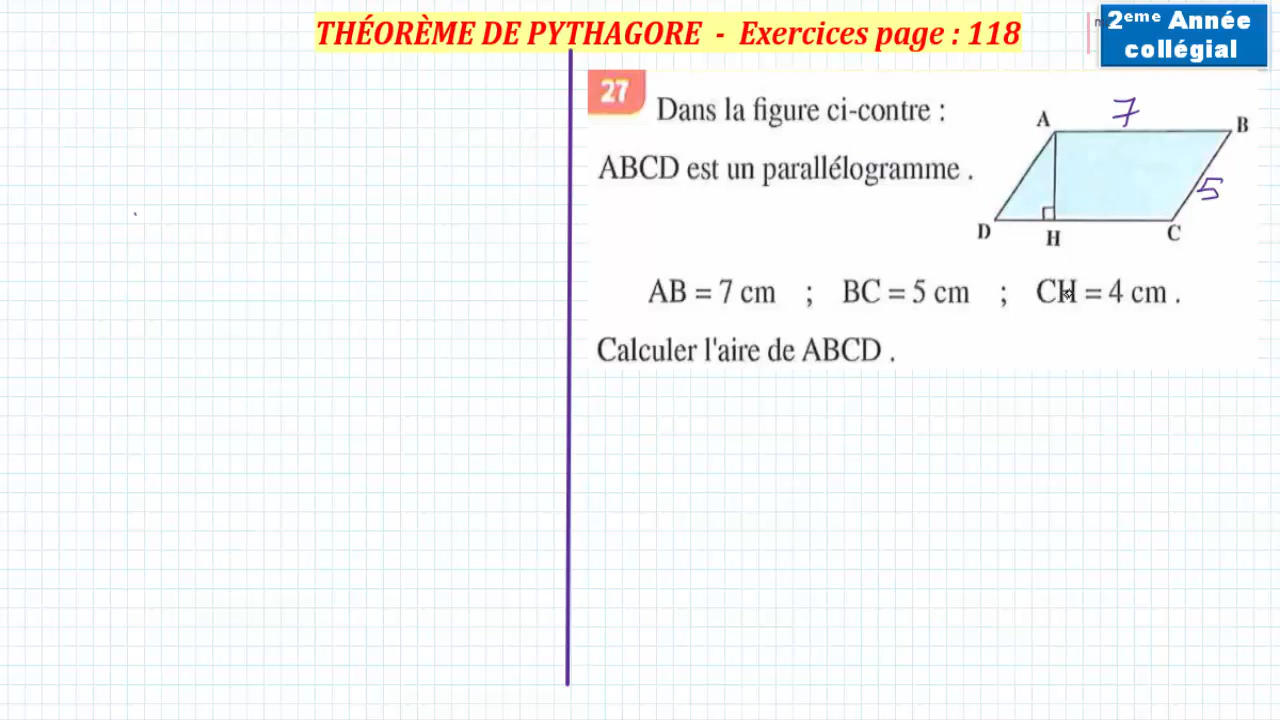 THÉORÈME DE PYTHAGORE - Exercices page : 118
2eme Année
collégial
27
Dans la figure ci-contre :
ABCD est un parallélogramme .
A
7
B
5
D
H
C
AB = 7 cm ; BC = 5 cm ; CH = 4 cm .
Calculer l'aire de ABCD .